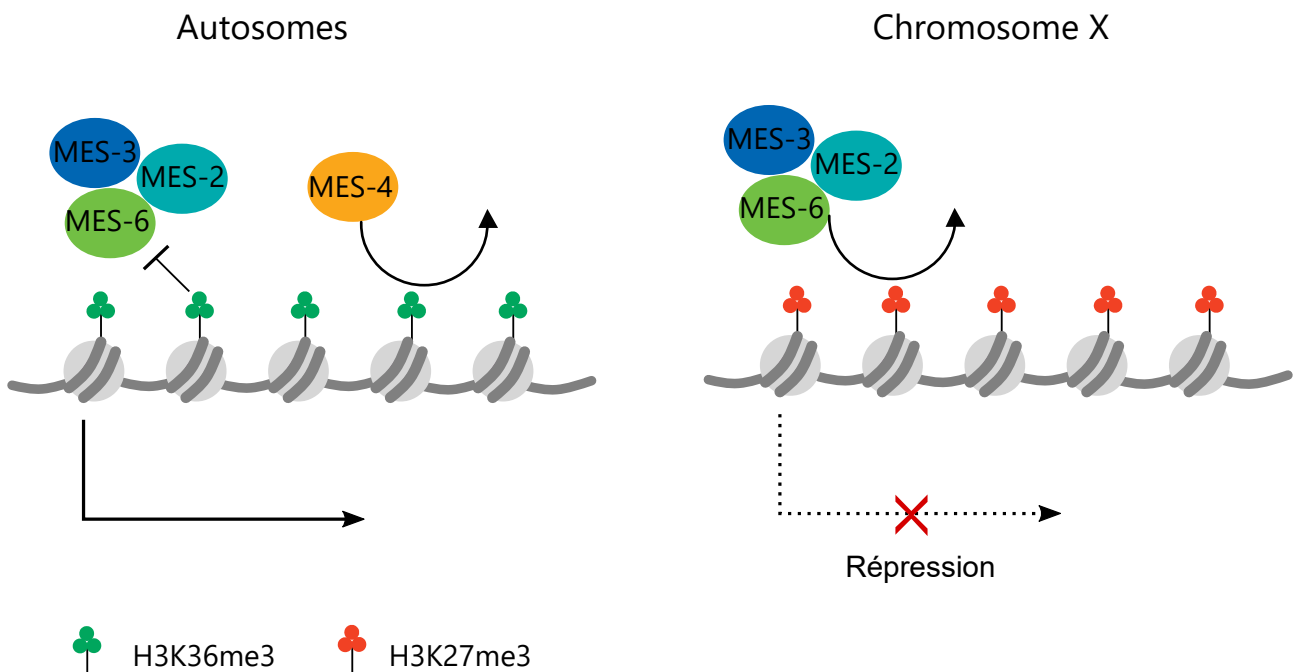 Autosomes
Chromosome X
MES-3
MES-2
MES-6
MES-4
MES-3
MES-2
MES-6
Répression
H3K36me3
H3K27me3